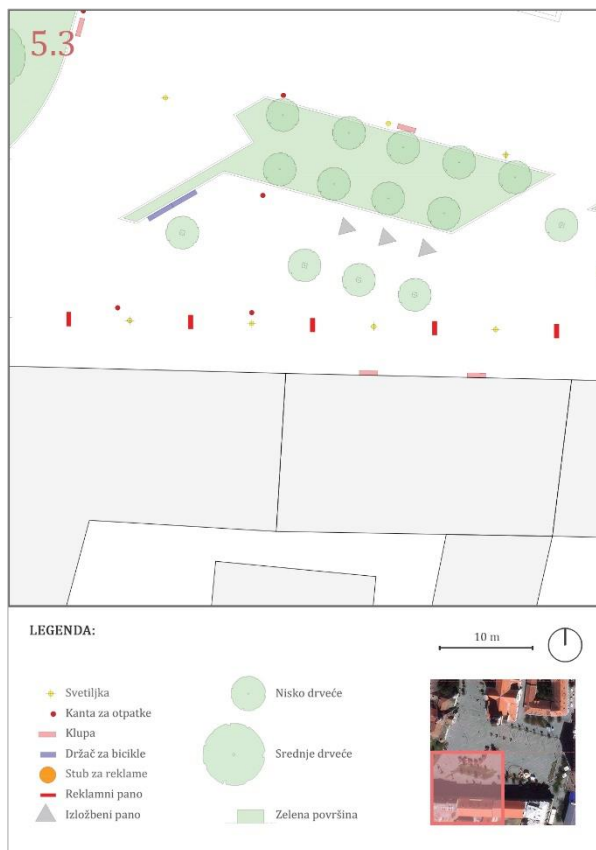 5.3
LEGENDA:
10 m
Svetiljka
Kanta za otpatke
Klupa
Držač za bicikle
Stub za reklame
Reklamni pano
Izložbeni pano
Nisko drveće
Srednje drveće
Zelena površina